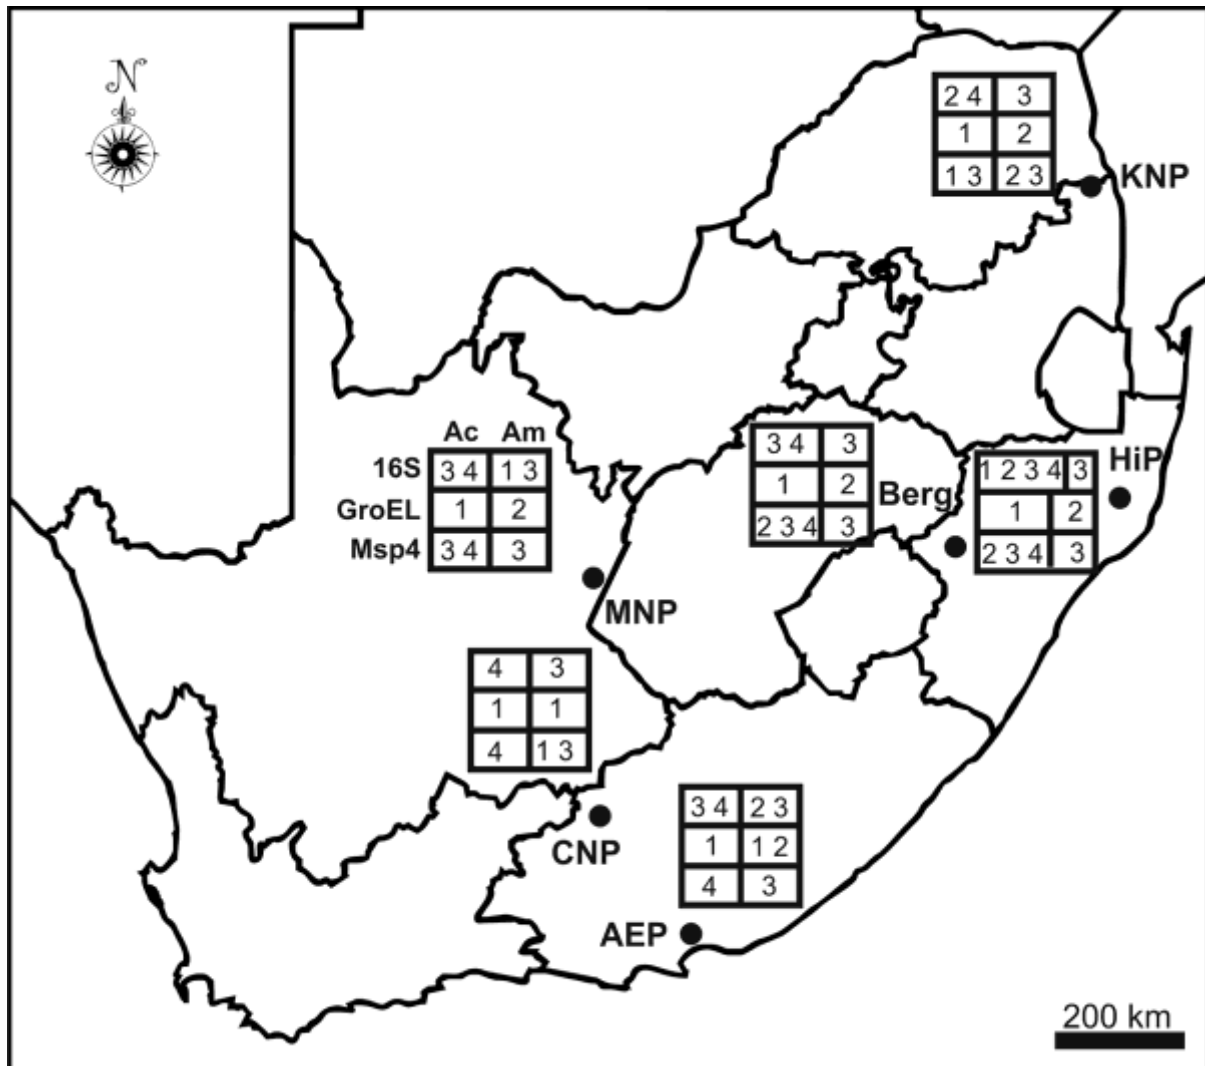 N
2 4 3
1 2
1 3 2 3
KNP
Ac Am
16S 3 4 1 3
GroEL 1 2
Msp4 3 4 3
MNP
3 4 3
1 2
2 3 4 3
Berg
1 2 3 4 3
1 2
2 3 4 3
HiP
4 3
1 1
4 1 3
CNP
3 4 2 3
1 1 2
4 3
AEP
200 km